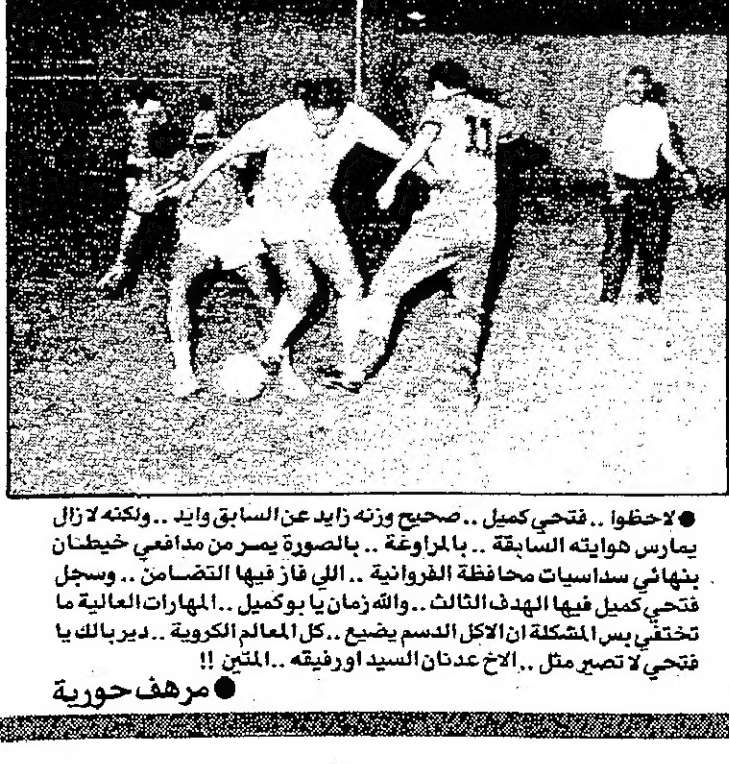 11
● لاحظوا .. فتحي كميل .. صحيح وزنه زايد عن السابق وايد .. ولكنه لازال
يمارس هوايته السابقة .. بالمراوغة .. بالصورة يمر من مدافعي خيطان
بنهائي سداسيات محافظة الفروانية .. اللي فاز فيها التضامن .. وسجل
فتحي كميل فيها الهدف الثالث .. والله زمان يا بوكميل .. المهارات العالية ما
تختفي بس المشكلة ان الاكل الدسم يضيع .. كل المعالم الكروية .. دير بالك يا
فتحي لا تصير مثل .. الاخ عدنان السيد او رفيقه .. المتين !!
● مرهف حورية